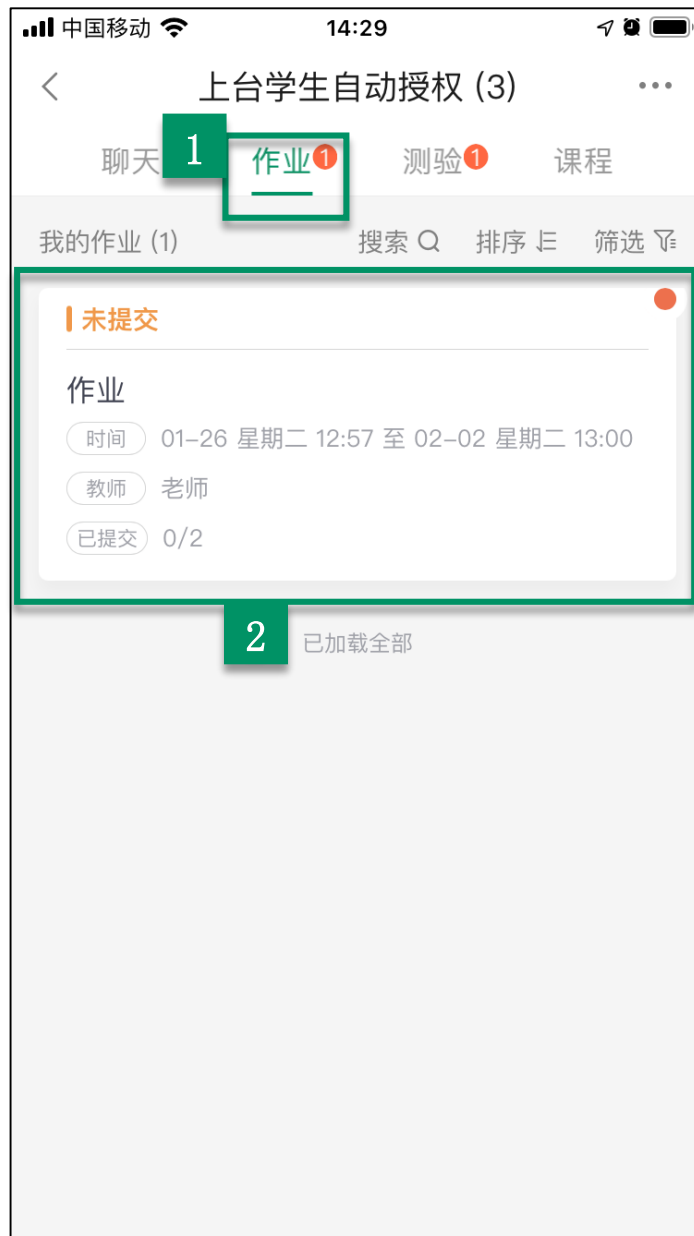 中国移动 14:29
上台学生自动授权 (3)
聊天 1 作业 1 测验 1 课程
我的作业 (1) 搜索 排序 筛选
未提交
作业
时间 01-26 星期二 12:57 至 02-02 星期二 13:00
教师 老师
已提交 0/2
2 已加载全部